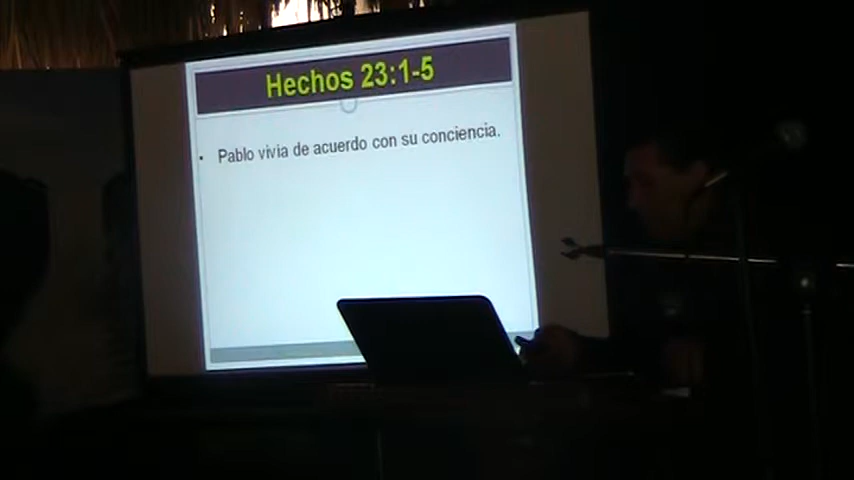 Hechos 23:1-5
• Pablo vivia de acuerdo con su conciencia.